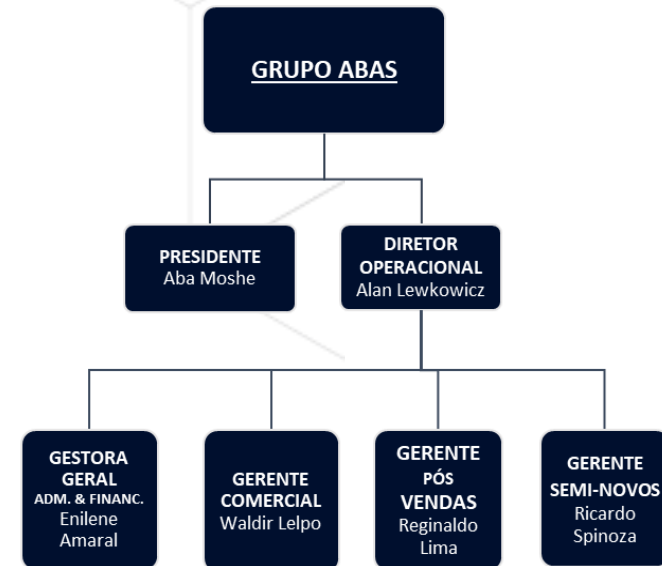 GRUPO ABAS
PRESIDENTE
Aba Moshe
DIRETOR
OPERACIONAL
Alan Lewkowicz
GESTORA
GERAL
ADM. & FINANC.
Enilene
Amaral
GERENTE
COMERCIAL
Waldir Lelpo
GERENTE
PÓS
VENDAS
Reginaldo
Lima
GERENTE
SEMI-NOVOS
Ricardo
Spinoza